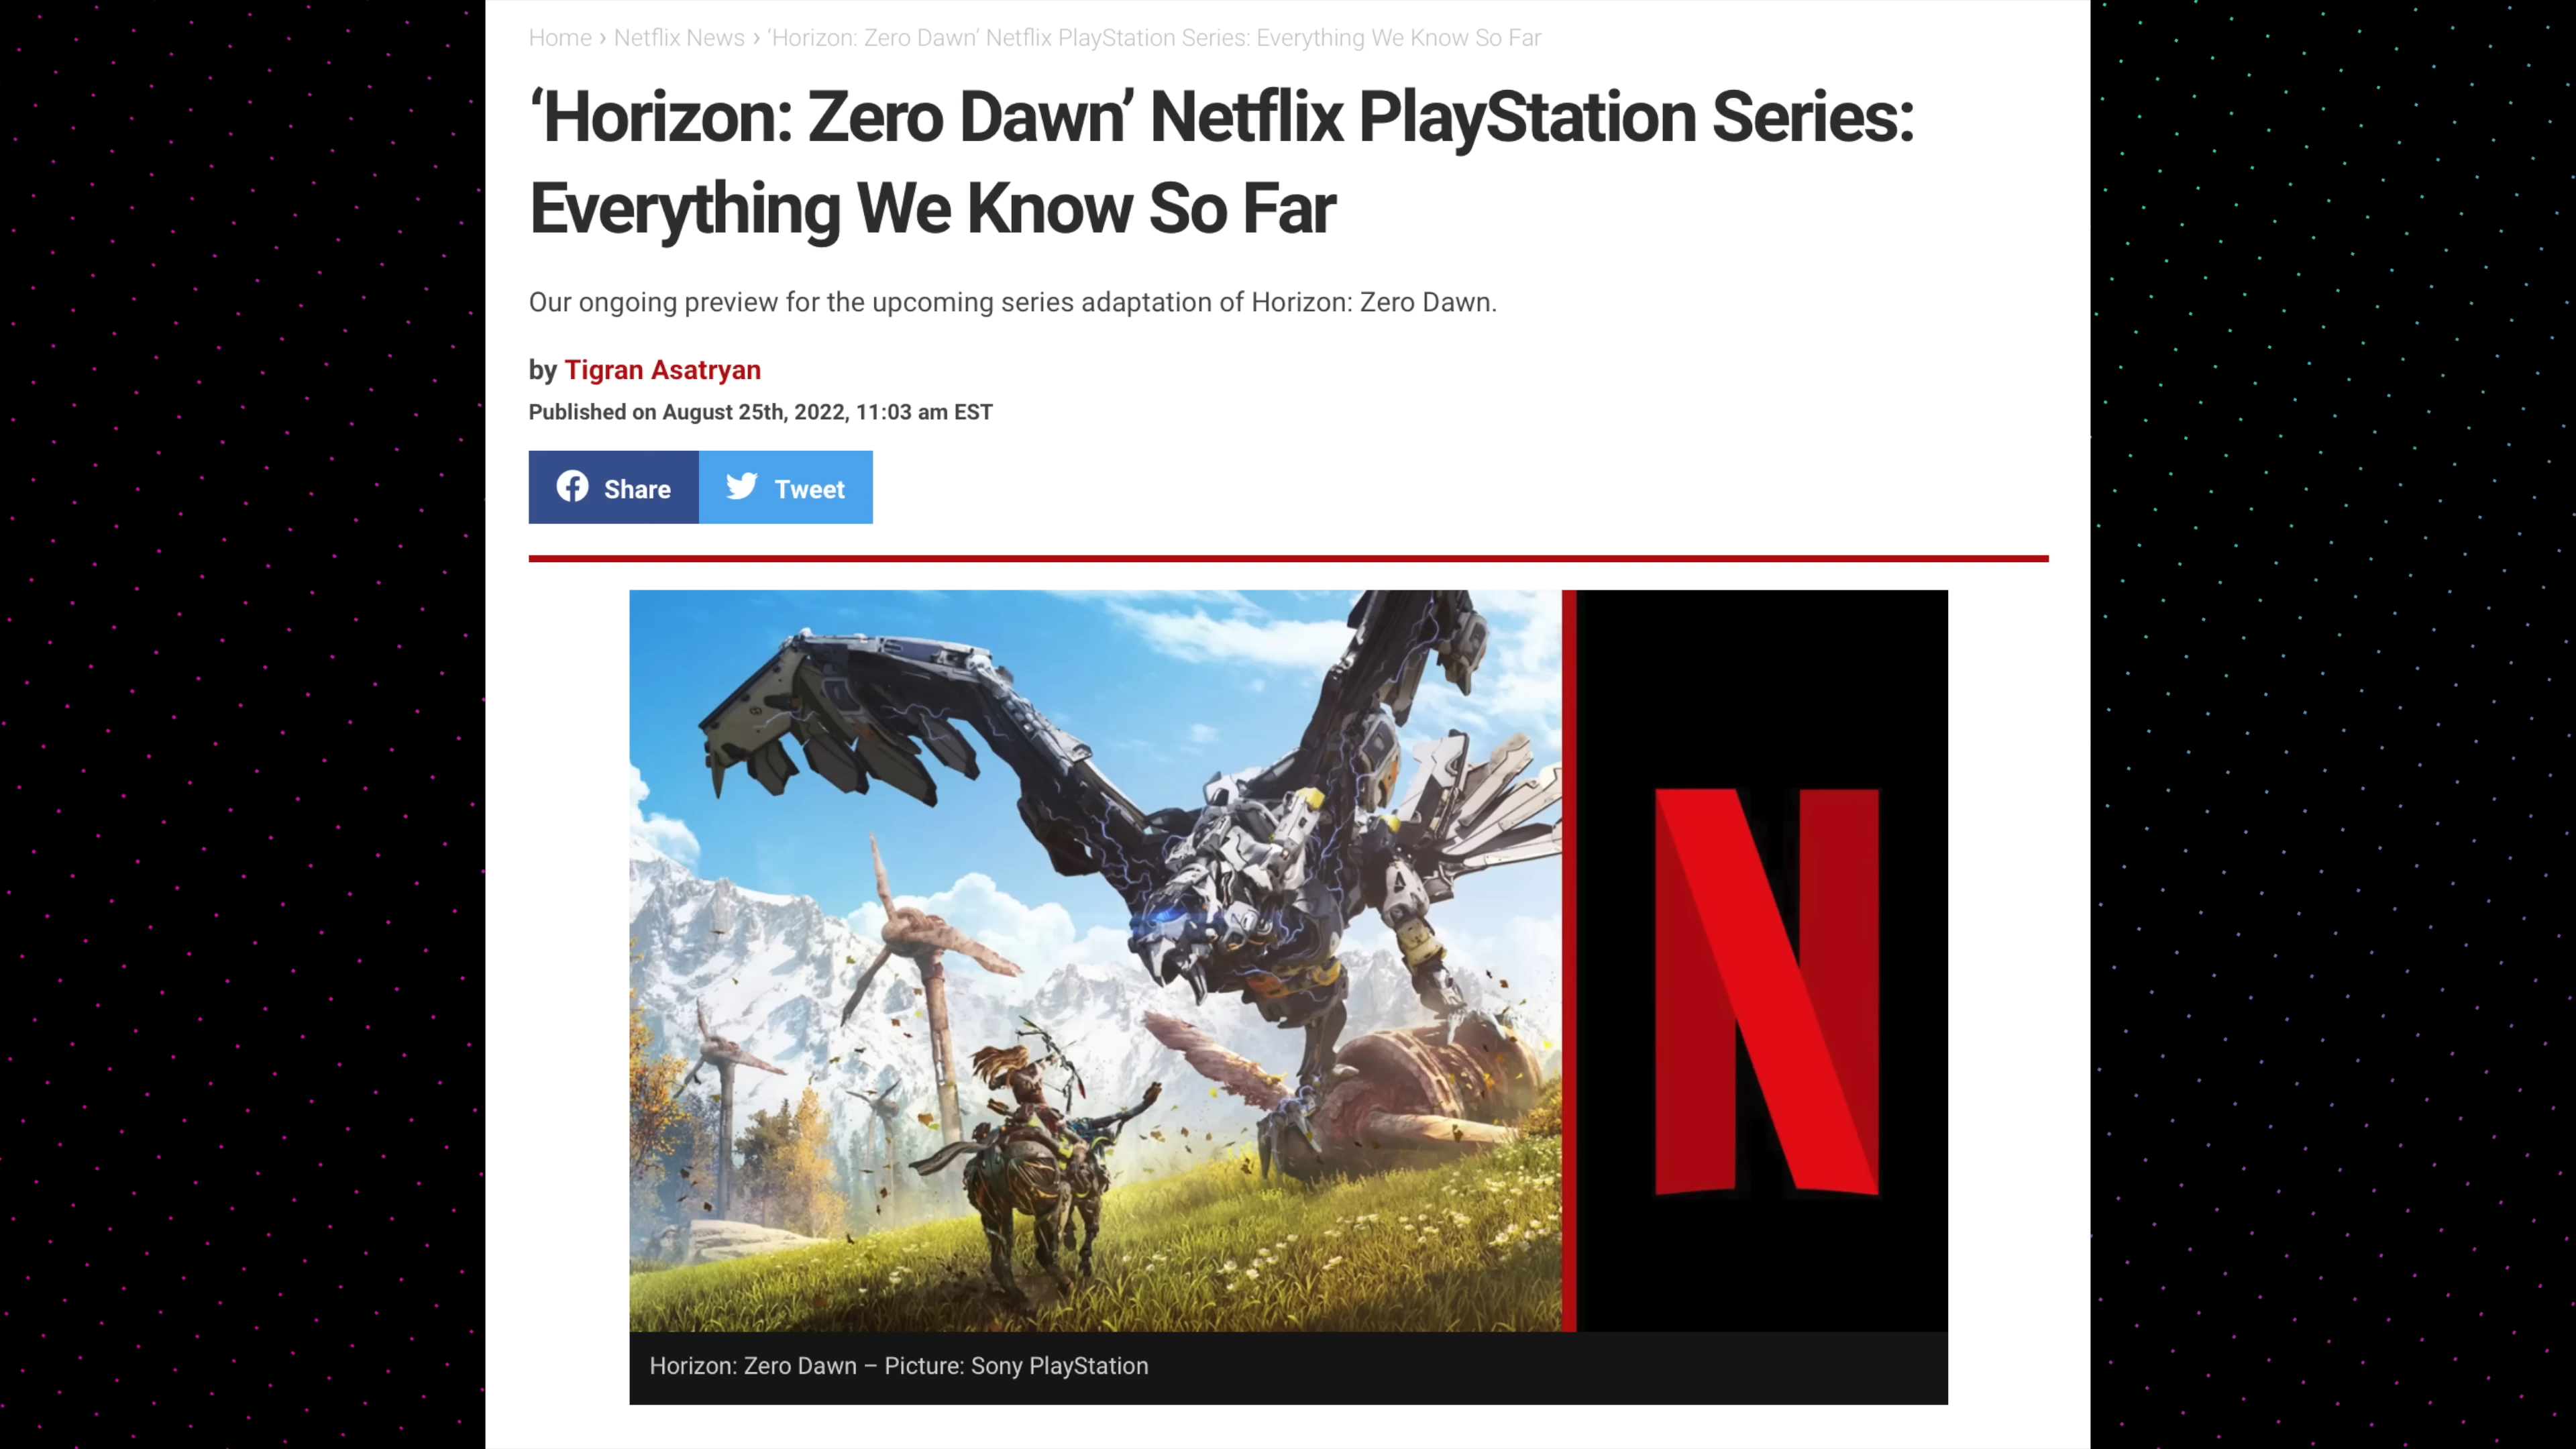 Home › Netflix News › ‘Horizon: Zero Dawn’ Netflix PlayStation Series: Everything We Know So Far
‘Horizon: Zero Dawn’ Netflix PlayStation Series:
Everything We Know So Far
Our ongoing preview for the upcoming series adaptation of Horizon: Zero Dawn.
by Tigran Asatryan
Published on August 25th, 2022, 11:03 am EST
Share Tweet
N
Horizon: Zero Dawn – Picture: Sony PlayStation